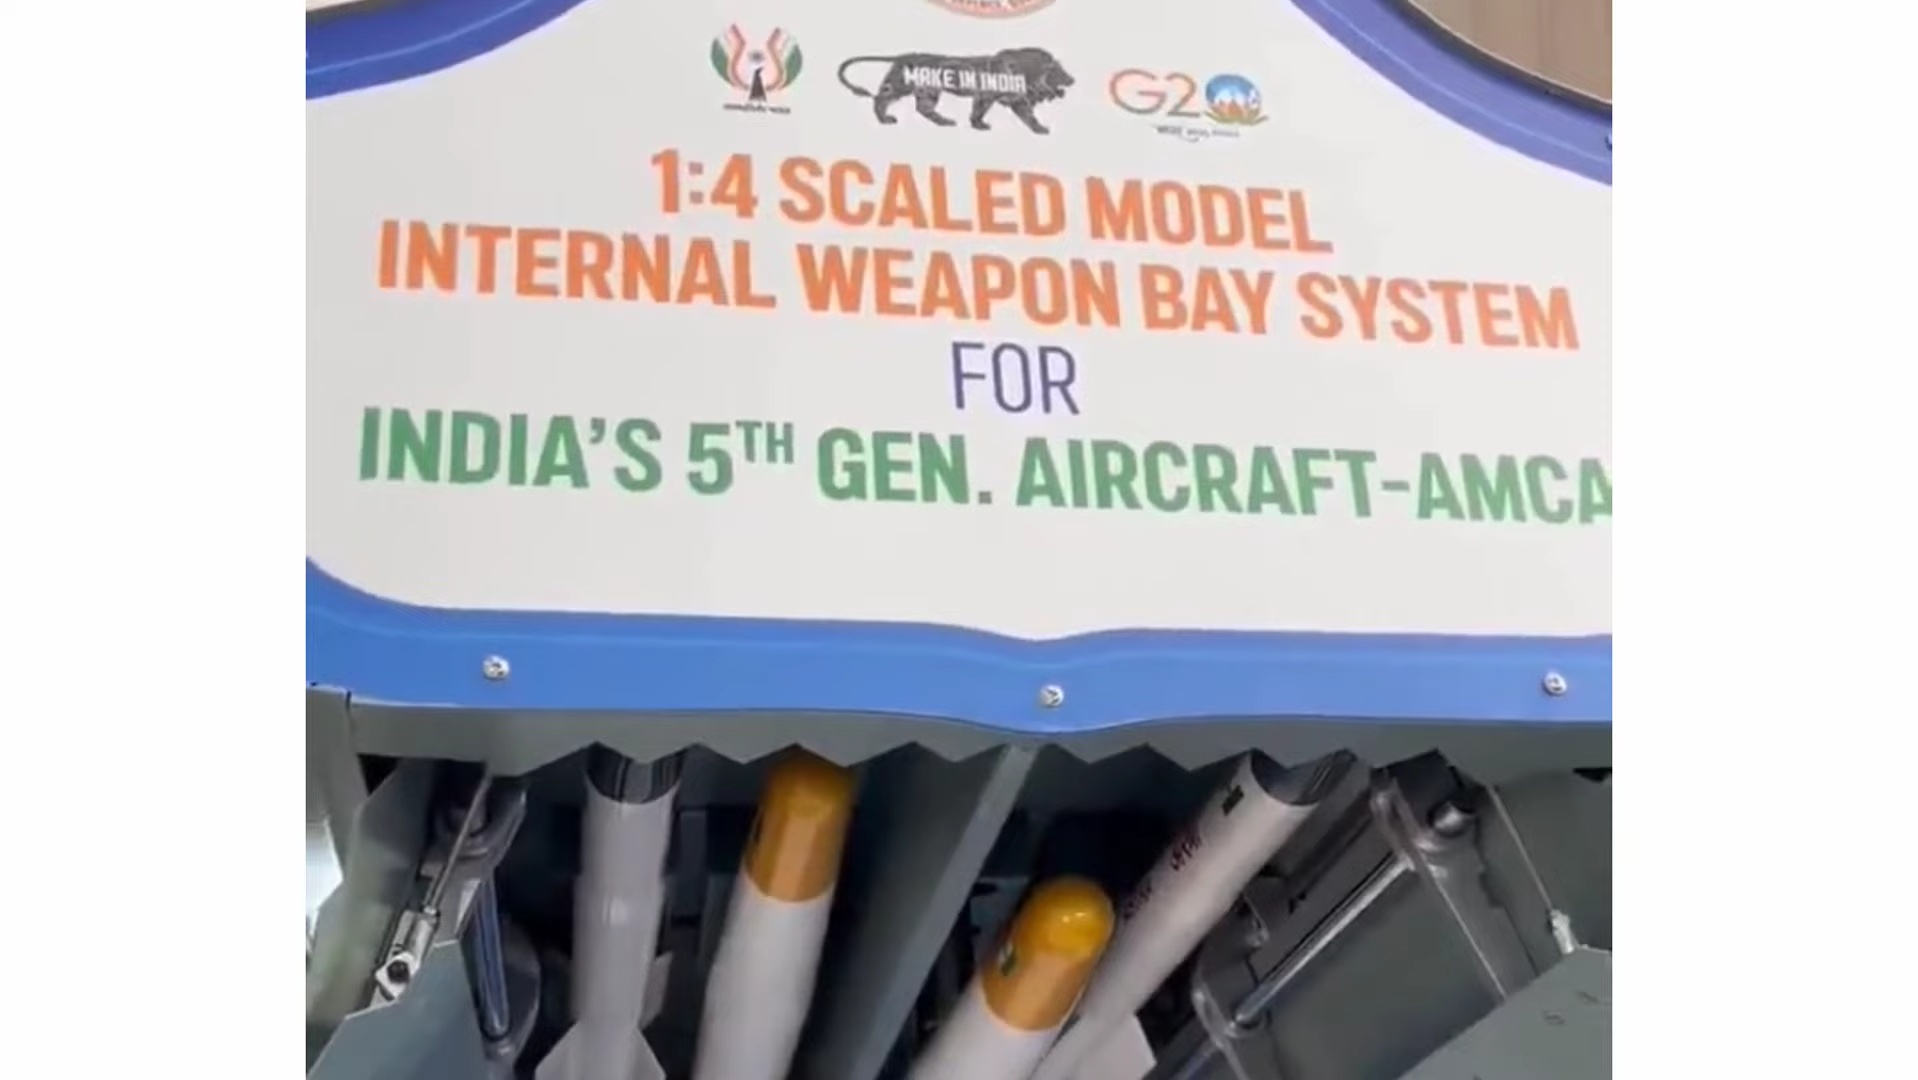 MAKE IN INDIA
G20
1:4 SCALED MODEL
INTERNAL WEAPON BAY SYSTEM
FOR
INDIA'S 5TH GEN. AIRCRAFT-AMCA